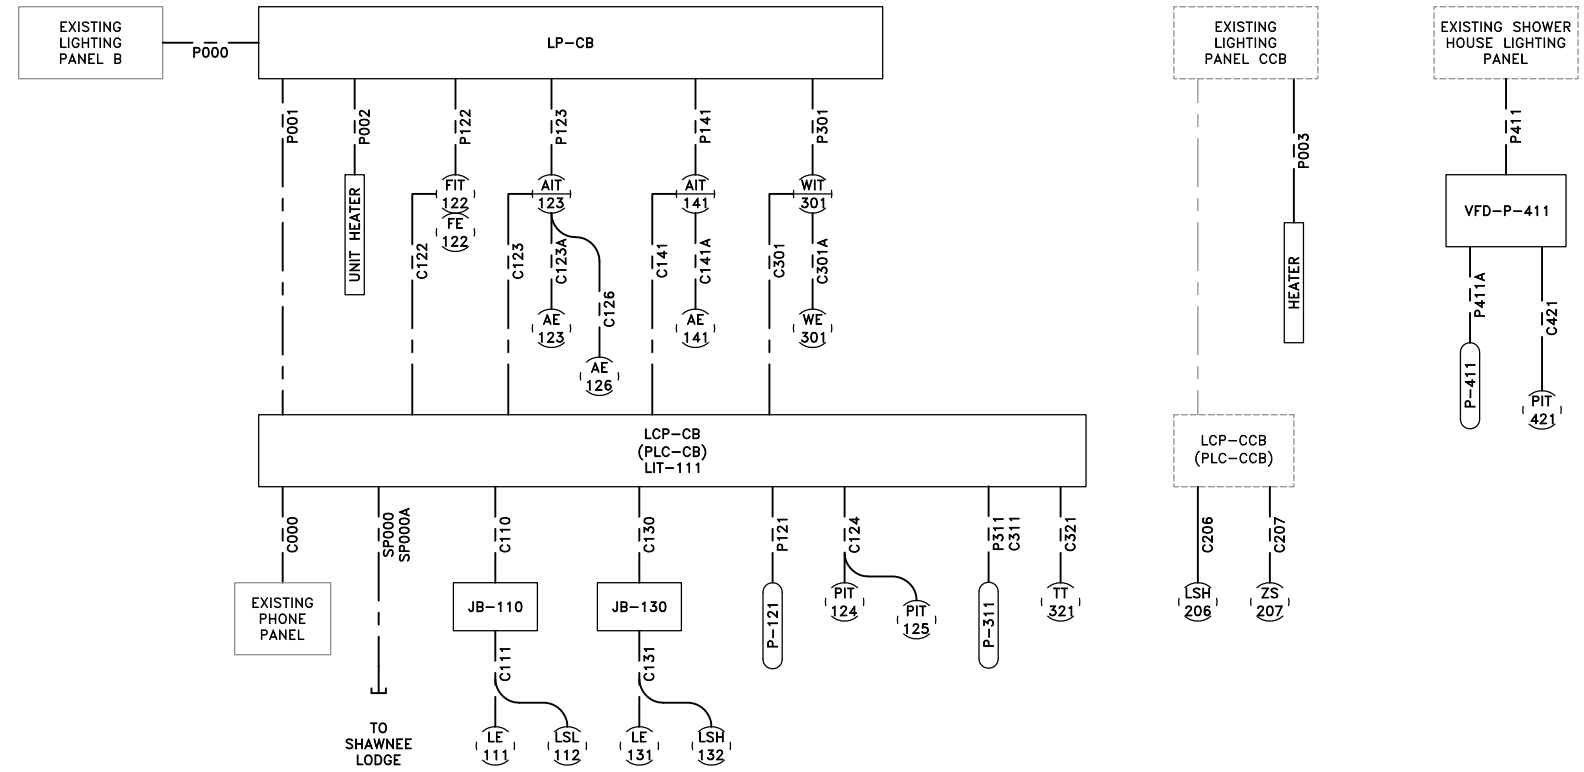 EXISTING
LIGHTING
PANEL B
P000
LP-CB
EXISTING
LIGHTING
PANEL CCB
EXISTING SHOWER
HOUSE LIGHTING
PANEL
P001
P002
P122
P123
P141
P301
P003
P411
UNIT HEATER
FIT
122
FE
122
AIT
123
AIT
141
WIT
301
HEATER
VFD-P-411
C122
C123
C123A
C126
C141
C141A
C301
C301A
P411A
C421
AE
123
AE
126
AE
141
WE
301
P-411
PIT
421
LCP-CB
(PLC-CB)
LIT-111
LCP-CCB
(PLC-CCB)
C000
SP000
SP000A
C110
C130
P121
C124
P311
C311
C321
C206
C207
EXISTING
PHONE
PANEL
JB-110
JB-130
P-121
PIT
124
PIT
125
P-311
TT
321
LSH
206
ZS
207
C111
C131
TO
SHAWNEE
LODGE
LE
111
LSL
112
LE
131
LSH
132